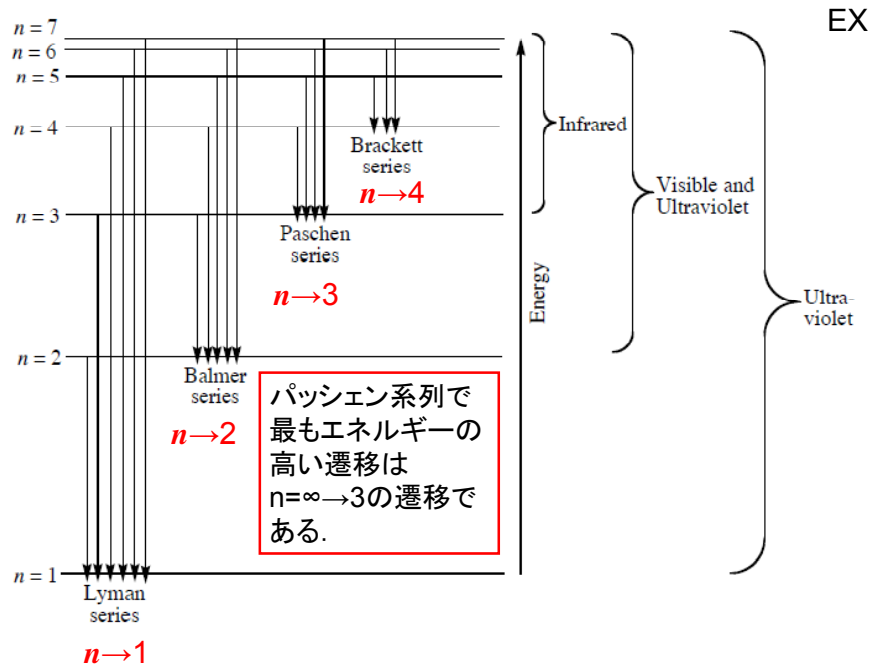 EX
n = 7
n = 6
n = 5
n = 4
n = 3
n = 2
n = 1
Brackett
series
n→4
Paschen
series
n→3
Balmer
series
n→2
Lyman
series
n→1
パッシェン系列で
最もエネルギーの
高い遷移は
n=∞→3の遷移で
ある.
Energy
Infrared
Visible and
Ultraviolet
Ultra-
violet